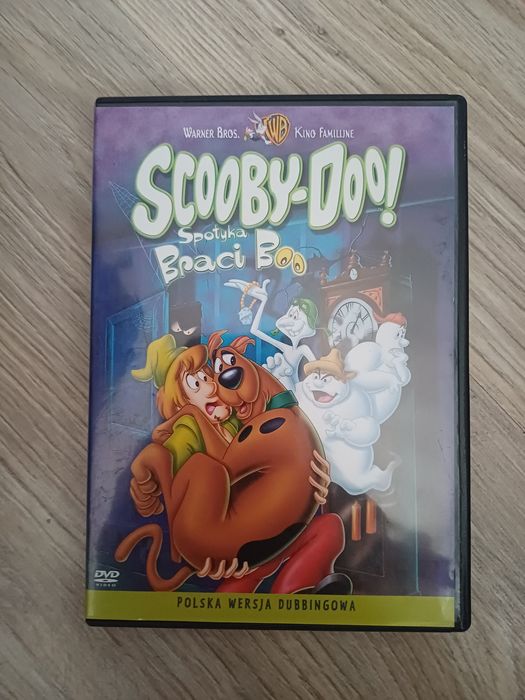 WARNER BROS. WB KINO FAMILIJNE
SCOOBY-DOO!
Spotyka
Braci Boo
DVD
VIDEO
POLSKA WERSJA DUBBINGOWA